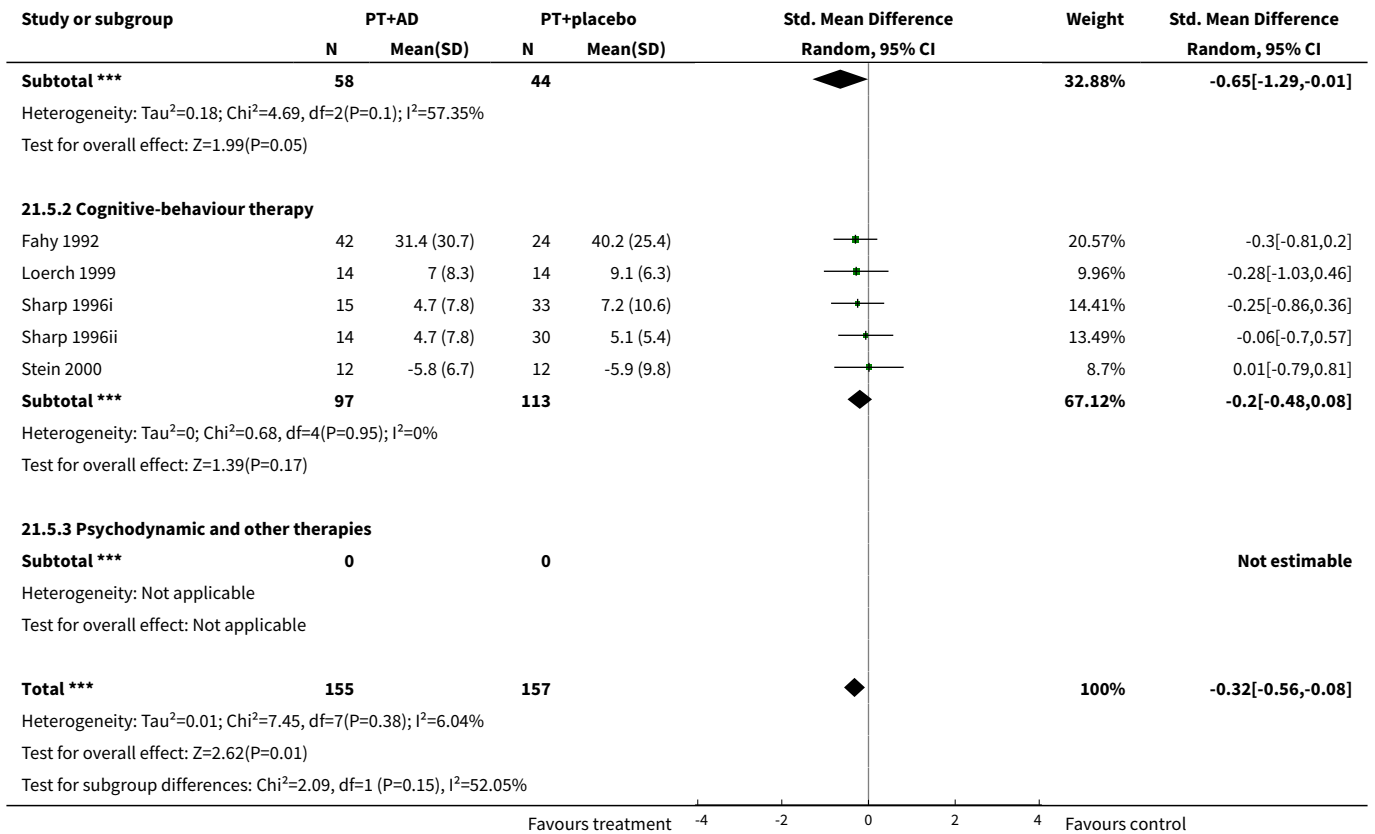 Study or subgroup PT+AD PT+placebo Std. Mean Difference Weight Std. Mean Difference
N Mean(SD) N Mean(SD) Random, 95% CI Random, 95% CI
Subtotal *** 58 44 32.88% -0.65[-1.29,-0.01]
Heterogeneity: Tau²=0.18; Chi²=4.69, df=2(P=0.1); I²=57.35%
Test for overall effect: Z=1.99(P=0.05)
21.5.2 Cognitive-behaviour therapy
Fahy 1992 42 31.4 (30.7) 24 40.2 (25.4) 20.57% -0.3[-0.81,0.2]
Loerch 1999 14 7 (8.3) 14 9.1 (6.3) 9.96% -0.28[-1.03,0.46]
Sharp 1996i 15 4.7 (7.8) 33 7.2 (10.6) 14.41% -0.25[-0.86,0.36]
Sharp 1996ii 14 4.7 (7.8) 30 5.1 (5.4) 13.49% -0.06[-0.7,0.57]
Stein 2000 12 -5.8 (6.7) 12 -5.9 (9.8) 8.7% 0.01[-0.79,0.81]
Subtotal *** 97 113 67.12% -0.2[-0.48,0.08]
Heterogeneity: Tau²=0; Chi²=0.68, df=4(P=0.95); I²=0%
Test for overall effect: Z=1.39(P=0.17)
21.5.3 Psychodynamic and other therapies
Subtotal *** 0 0 Not estimable
Heterogeneity: Not applicable
Test for overall effect: Not applicable
Total *** 155 157 100% -0.32[-0.56,-0.08]
Heterogeneity: Tau²=0.01; Chi²=7.45, df=7(P=0.38); I²=6.04%
Test for overall effect: Z=2.62(P=0.01)
Test for subgroup differences: Chi²=2.09, df=1 (P=0.15), I²=52.05%
Favours treatment -4 -2 0 2 4 Favours control